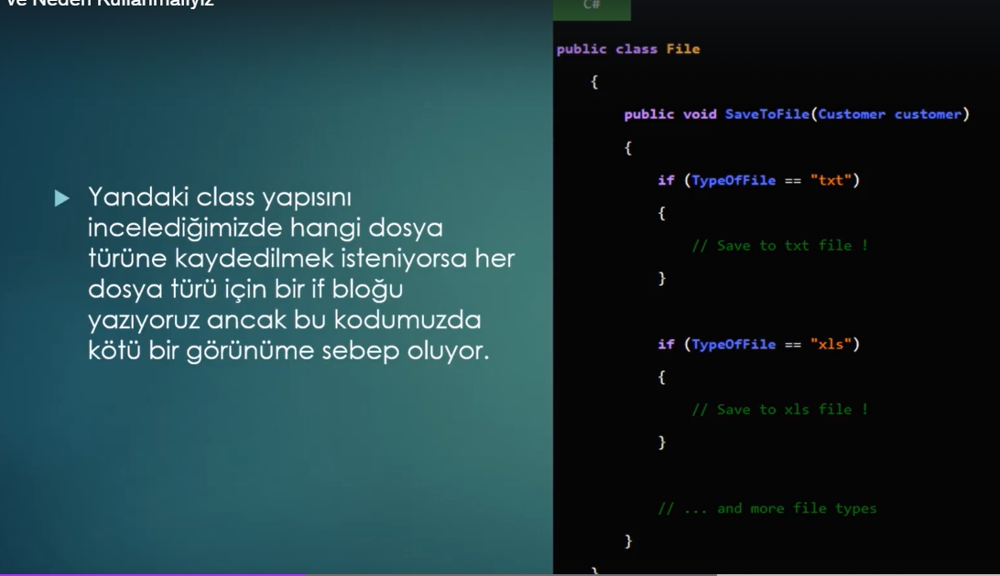 ve Neden Kullanmalıyız
Yandaki class yapısını
incelediğimizde hangi dosya
türüne kaydedilmek isteniyorsa her
dosya türü için bir if bloğu
yazıyoruz ancak bu kodumuzda
kötü bir görünüme sebep oluyor.
C#
public class File
{
public void SaveToFile(Customer customer)
{
if (TypeOfFile == "txt")
{
// Save to txt file !
}
if (TypeOfFile == "xls")
{
// Save to xls file !
}
// ... and more file types
}
}